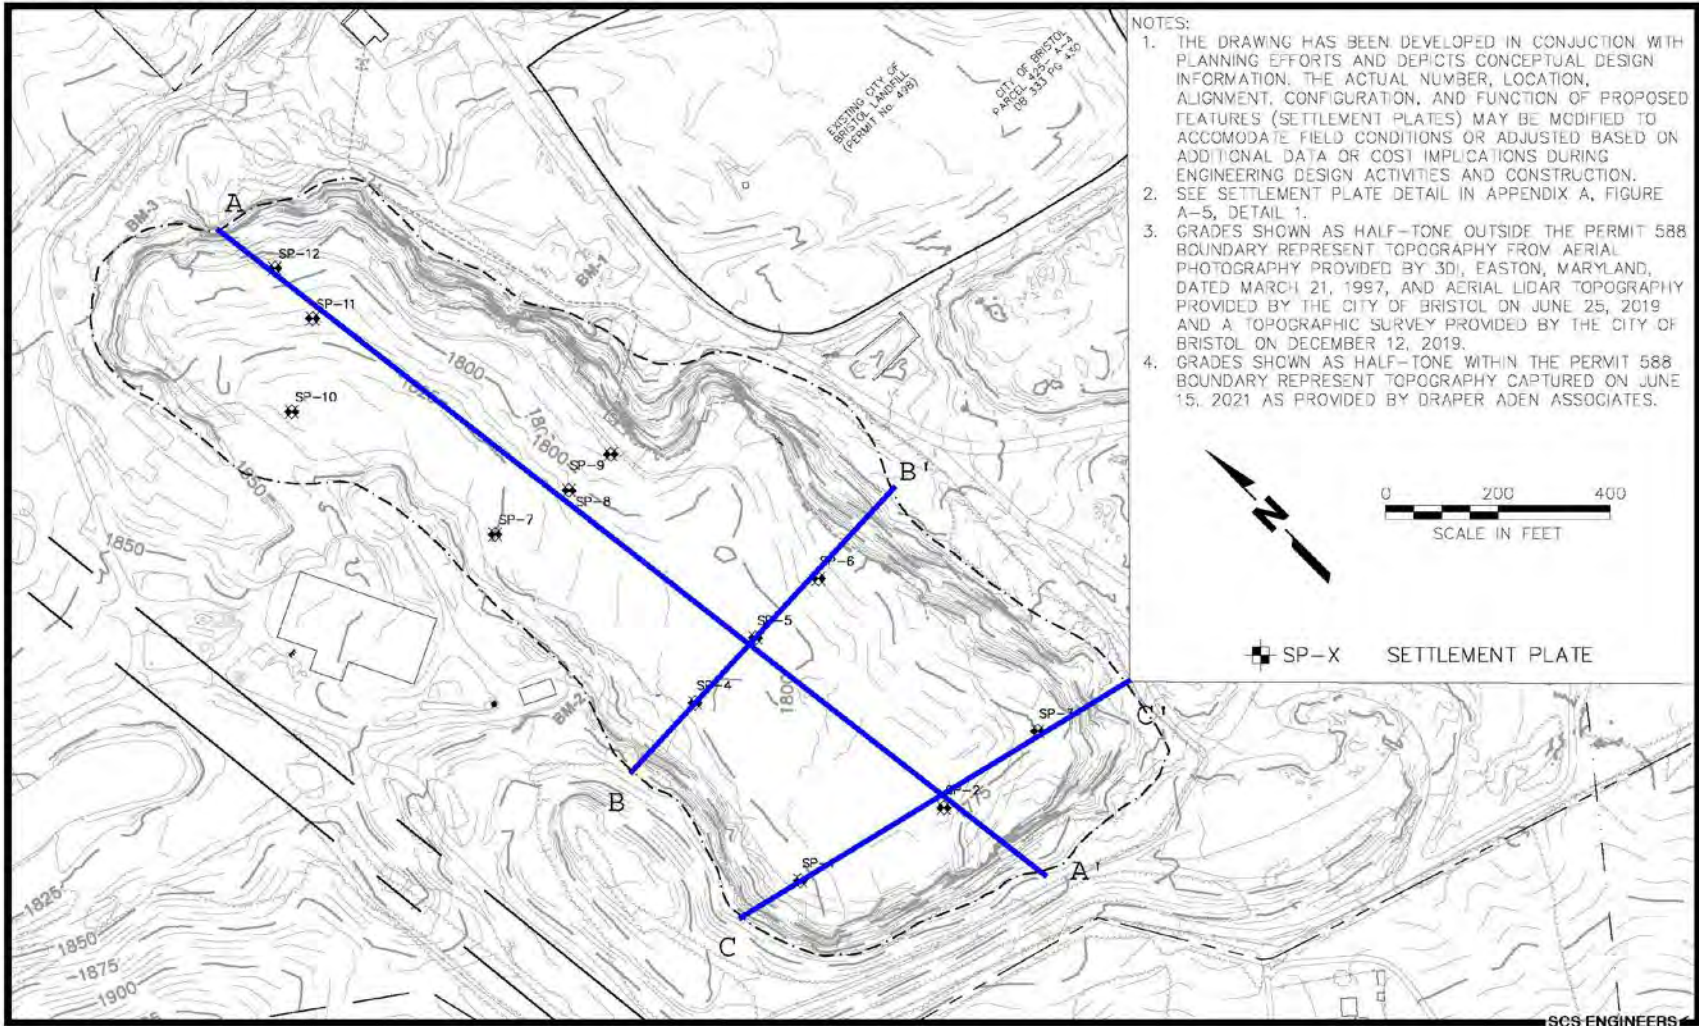 NOTES:
1. THE DRAWING HAS BEEN DEVELOPED IN CONJUCTION WITH
PLANNING EFFORTS AND DEPICTS CONCEPTUAL DESIGN
INFORMATION. THE ACTUAL NUMBER, LOCATION,
ALIGNMENT, CONFIGURATION, AND FUNCTION OF PROPOSED
FEATURES (SETTLEMENT PLATES) MAY BE MODIFIED TO
ACCOMODATE FIELD CONDITIONS OR ADJUSTED BASED ON
ADDITIONAL DATA OR COST IMPLICATIONS DURING
ENGINEERING DESIGN ACTIVITIES AND CONSTRUCTION.
2. SEE SETTLEMENT PLATE DETAIL IN APPENDIX A, FIGURE
A-5, DETAIL 1.
3. GRADES SHOWN AS HALF-TONE OUTSIDE THE PERMIT 588
BOUNDARY REPRESENT TOPOGRAPHY FROM AERIAL
PHOTOGRAPHY PROVIDED BY 3DI, EASTON, MARYLAND,
DATED MARCH 21, 1997, AND AERIAL LIDAR TOPOGRAPHY
PROVIDED BY THE CITY OF BRISTOL ON JUNE 25, 2019
AND A TOPOGRAPHIC SURVEY PROVIDED BY THE CITY OF
BRISTOL ON DECEMBER 12, 2019.
4. GRADES SHOWN AS HALF-TONE WITHIN THE PERMIT 588
BOUNDARY REPRESENT TOPOGRAPHY CAPTURED ON JUNE
15, 2021 AS PROVIDED BY DRAPER ADEN ASSOCIATES.
EXISTING CITY OF
BRISTOL LANDFILL
(PERMIT No. 498)
CITY OF BRISTOL
PARCEL 425-A-4
DB 333 PG 430
A
BM-3
SP-12
BM-1
SP-11
1800
SP-10
1800
SP-9
B'
1850
SP-8
SP-7
1850
SP-6
SP-5
SP-4
1800
BM-2
SP-3
C'
B
SP-2
A'
C
1825
1850
1875
1900
N
0 200 400
SCALE IN FEET
SP-X SETTLEMENT PLATE
SCS ENGINEERS